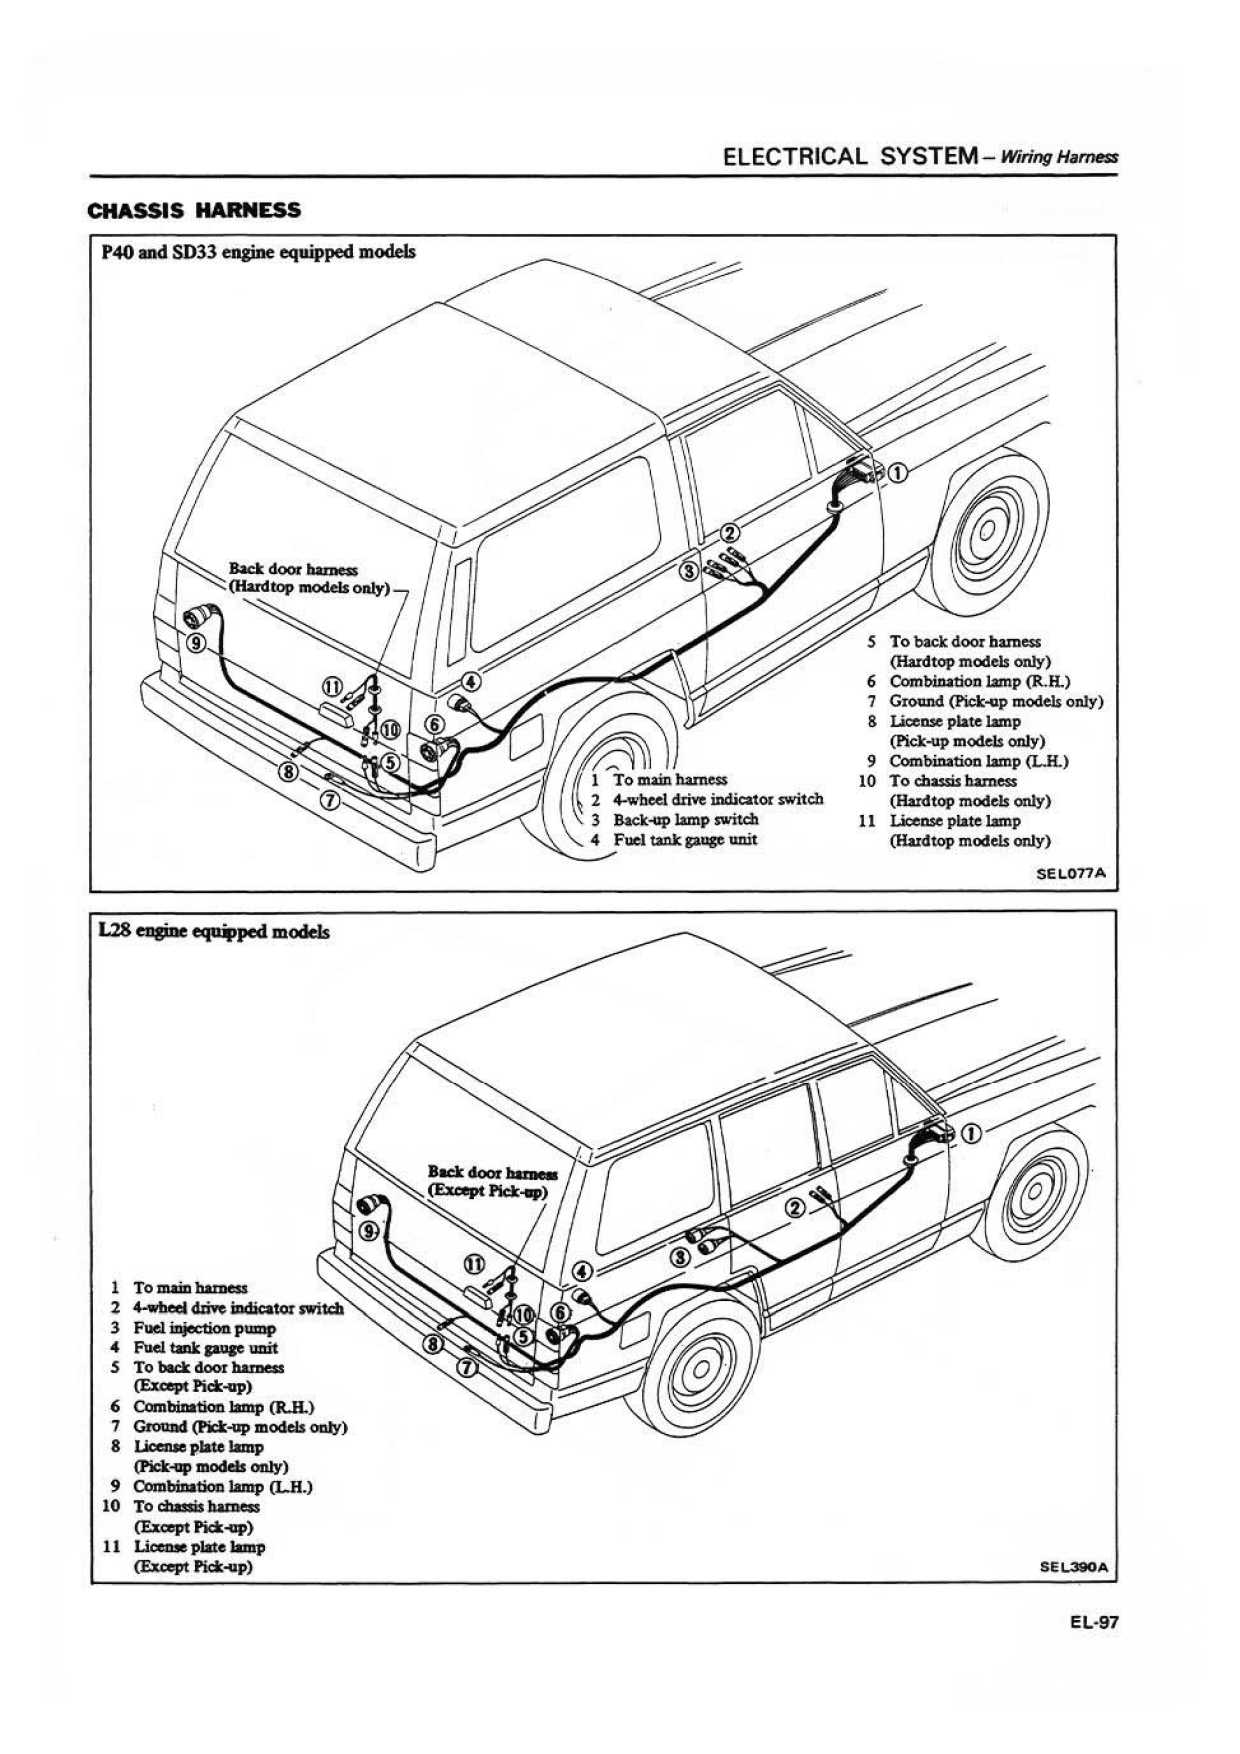 ELECTRICAL SYSTEM – Wiring Harness
CHASSIS HARNESS
P40 and SD33 engine equipped models
1
2
3
Back door harness
(Hardtop models only)
9
4
11
6
10
5
8
7
1 To main harness
2 4-wheel drive indicator switch
3 Back-up lamp switch
4 Fuel tank gauge unit
5 To back door harness
(Hardtop models only)
6 Combination lamp (R.H.)
7 Ground (Pick-up models only)
8 License plate lamp
(Pick-up models only)
9 Combination lamp (L.H.)
10 To chassis harness
(Hardtop models only)
11 License plate lamp
(Hardtop models only)
SEL077A
L28 engine equipped models
1
Back door harness
(Except Pick-up)
2
9
3
11
4
10
6
5
8
7
1 To main harness
2 4-wheel drive indicator switch
3 Fuel injection pump
4 Fuel tank gauge unit
5 To back door harness
(Except Pick-up)
6 Combination lamp (R.H.)
7 Ground (Pick-up models only)
8 License plate lamp
(Pick-up models only)
9 Combination lamp (L.H.)
10 To chassis harness
(Except Pick-up)
11 License plate lamp
(Except Pick-up)
SEL390A
EL-97